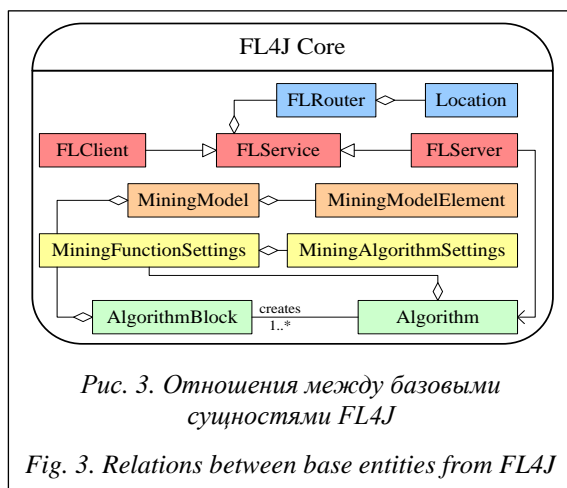 FL4J Core
FLRouter
Location
FLClient
FLService
FLServer
MiningModel
MiningModelElement
MiningFunctionSettings
MiningAlgorithmSettings
AlgorithmBlock
creates
1..*
Algorithm
Рис. 3. Отношения между базовыми
сущностями FL4J
Fig. 3. Relations between base entities from FL4J